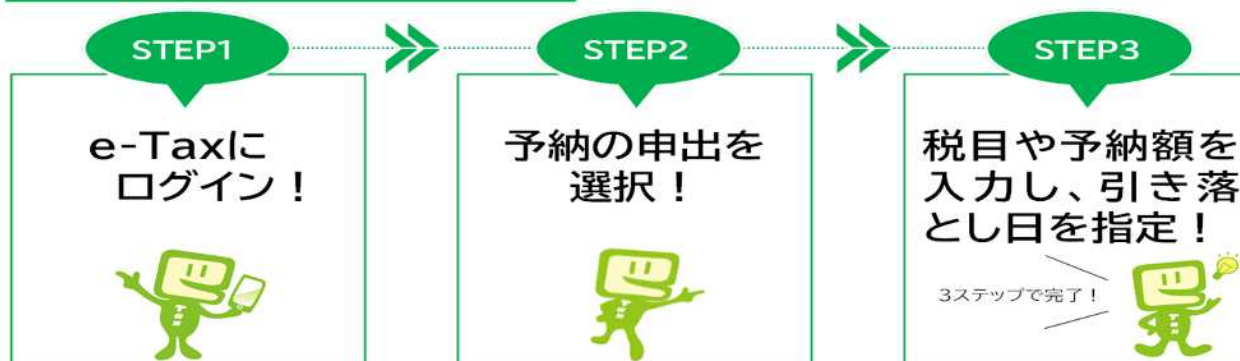 STEP1
e-Taxに
ログイン！
STEP2
予納の申出を
選択！
STEP3
税目や予納額を
入力し、引き落
とし日を指定！
3ステップで完了！